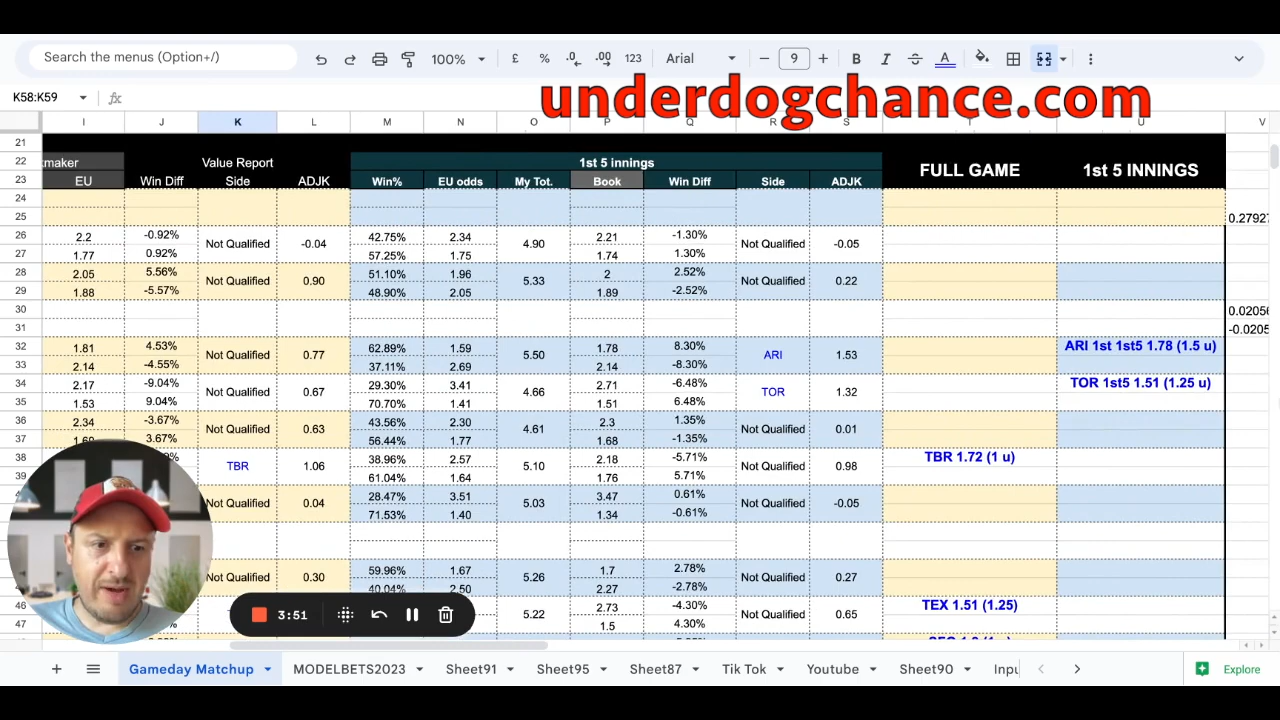 Search the menus (Option+/)
100%
£ % .0 .00 123
Arial
9
B I A
underdogchance.com
K58:K59
fx
I J K L M N O P Q R S T U V
21
22 tmaker Value Report 1st 5 innings FULL GAME 1st 5 INNINGS
23 EU Win Diff Side ADJK Win% EU odds My Tot. Book Win Diff Side ADJK
24
25 0.27927
26 2.2 -0.92% Not Qualified -0.04 42.75% 2.34 4.90 2.21 -1.30% Not Qualified -0.05
27 1.77 0.92% 57.25% 1.75 1.74 1.30%
28 2.05 5.56% Not Qualified 0.90 51.10% 1.96 5.33 2 2.52% Not Qualified 0.22
29 1.88 -5.57% 48.90% 2.05 1.89 -2.52%
30 0.02056
31 -0.0205
32 1.81 4.53% Not Qualified 0.77 62.89% 1.59 5.50 1.78 8.30% ARI 1.53 ARI 1st 1st5 1.78 (1.5 u)
33 2.14 -4.55% 37.11% 2.69 2.14 -8.30%
34 2.17 -9.04% Not Qualified 0.67 29.30% 3.41 4.66 2.71 -6.48% TOR 1.32 TOR 1st5 1.51 (1.25 u)
35 1.53 9.04% 70.70% 1.41 1.51 6.48%
36 2.34 -3.67% Not Qualified 0.63 43.56% 2.30 4.61 2.3 1.35% Not Qualified 0.01
37 3.67% 56.44% 1.77 1.68 -1.35%
38 TBR 1.06 38.96% 2.57 5.10 2.18 -5.71% Not Qualified 0.98 TBR 1.72 (1 u)
39 61.04% 1.64 1.76 5.71%
Not Qualified 0.04 28.47% 3.51 5.03 3.47 0.61% Not Qualified -0.05
71.53% 1.40 1.34 -0.61%
Not Qualified 0.30 59.96% 1.67 5.26 1.7 2.78% Not Qualified 0.27
40.04% 2.50 2.27 -2.78%
46 5.22 2.73 -4.30% Not Qualified 0.65 TEX 1.51 (1.25)
47 1.5 4.30%
3:51
+ Gameday Matchup MODELBETS2023 Sheet91 Sheet95 Sheet87 Tik Tok Youtube Sheet90 Inpu Explore